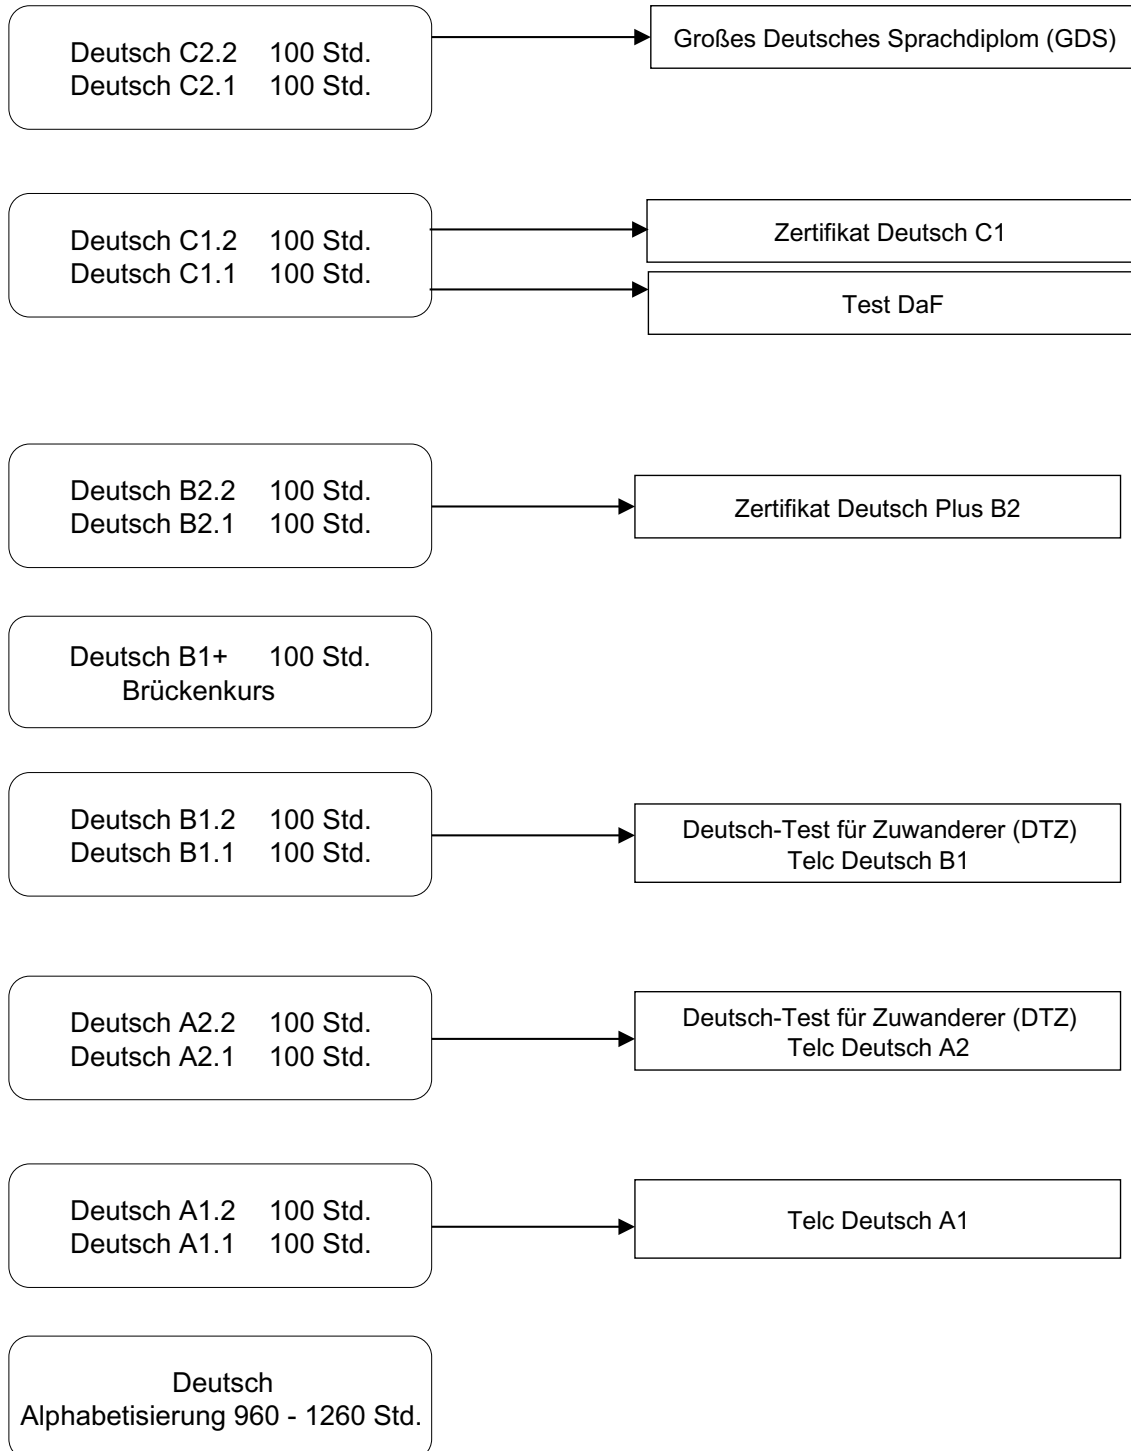 Deutsch C2.2 100 Std.
Deutsch C2.1 100 Std.
Großes Deutsches Sprachdiplom (GDS)
Deutsch C1.2 100 Std.
Deutsch C1.1 100 Std.
Zertifikat Deutsch C1
Test DaF
Deutsch B2.2 100 Std.
Deutsch B2.1 100 Std.
Zertifikat Deutsch Plus B2
Deutsch B1+ 100 Std.
Brückenkurs
Deutsch B1.2 100 Std.
Deutsch B1.1 100 Std.
Deutsch-Test für Zuwanderer (DTZ)
Telc Deutsch B1
Deutsch A2.2 100 Std.
Deutsch A2.1 100 Std.
Deutsch-Test für Zuwanderer (DTZ)
Telc Deutsch A2
Deutsch A1.2 100 Std.
Deutsch A1.1 100 Std.
Telc Deutsch A1
Deutsch
Alphabetisierung 960 - 1260 Std.